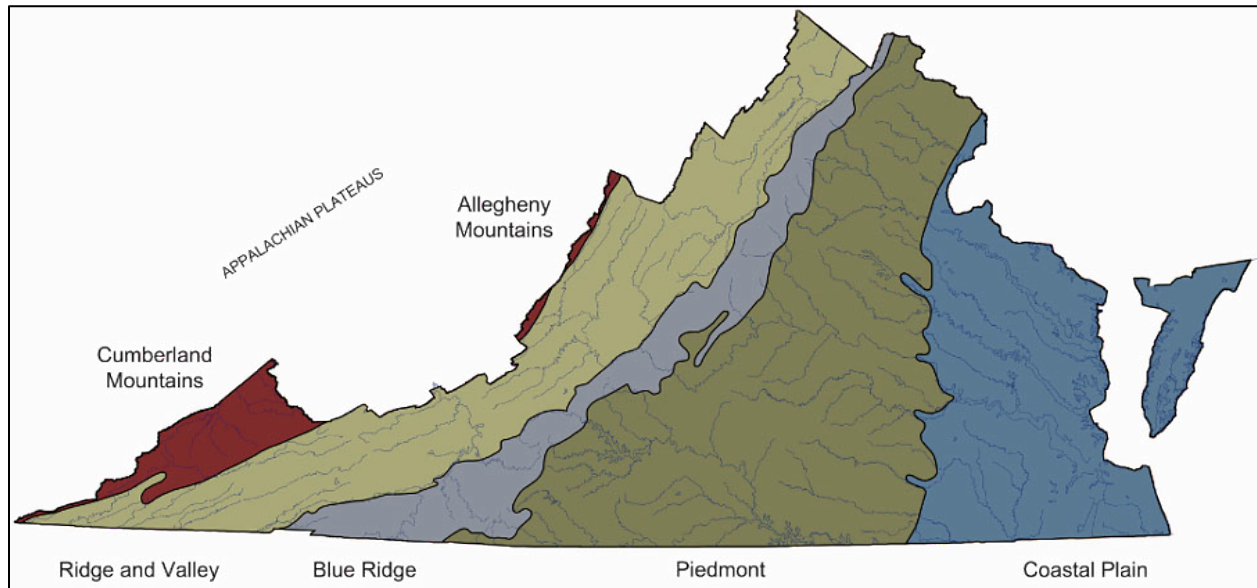 APPALACHIAN PLATEAUS
Allegheny
Mountains
Cumberland
Mountains
Ridge and Valley
Blue Ridge
Piedmont
Coastal Plain